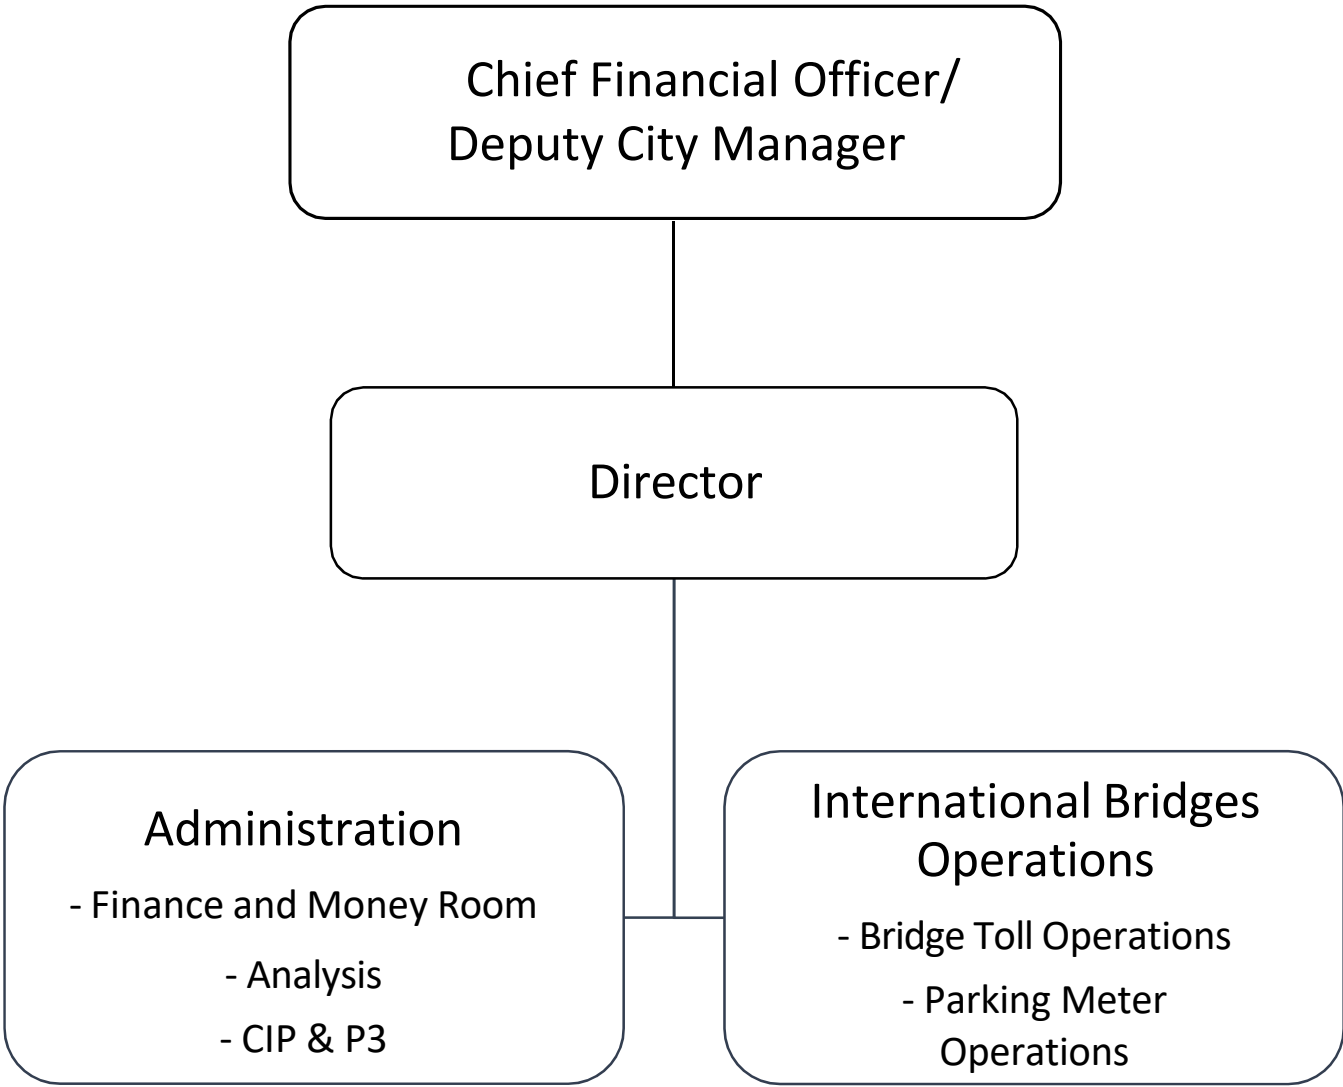 Chief Financial Officer/
Deputy City Manager
Director
Administration
- Finance and Money Room
- Analysis
- CIP & P3
International Bridges
Operations
- Bridge Toll Operations
- Parking Meter
Operations